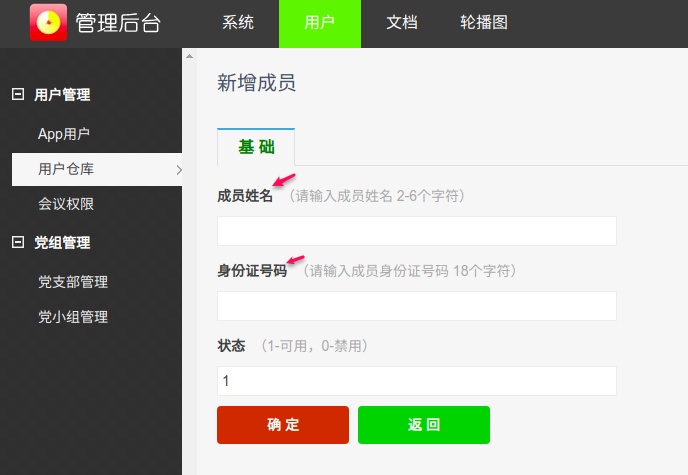 管理后台
系统 用户 文档 轮播图
用户管理
App用户
用户仓库
会议权限
党组管理
党支部管理
党小组管理
新增成员
基 础
成员姓名 （请输入成员姓名 2-6个字符）
身份证号码 （请输入成员身份证号码 18个字符）
状态 （1-可用，0-禁用）
1
确 定 返 回